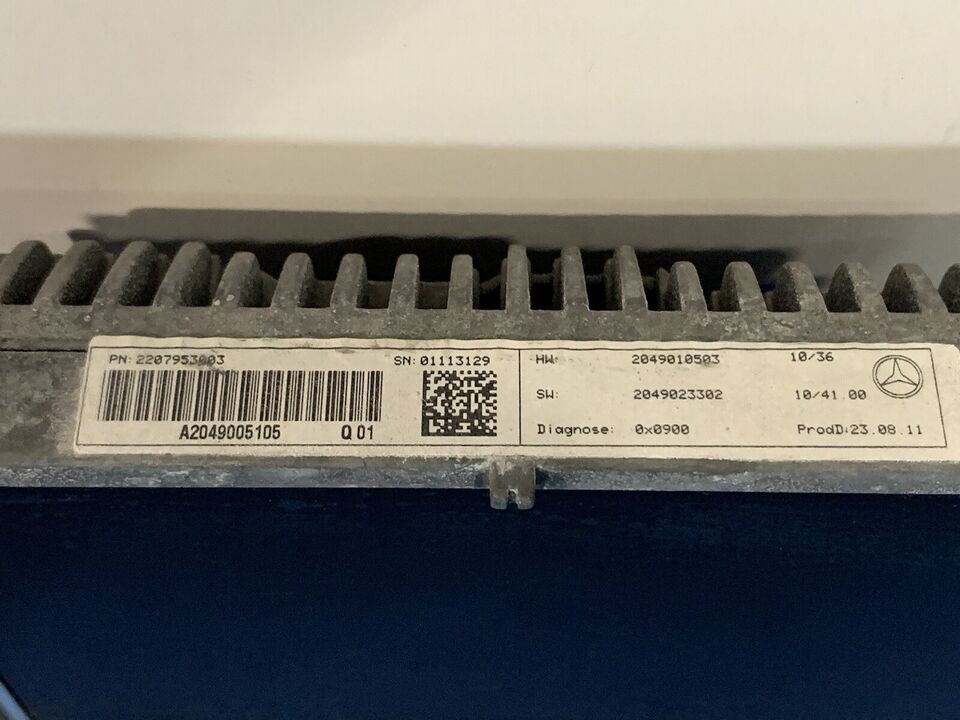 PN: 2207953003 SN: 01113129
A2049005105 Q 01
HW: 2049010503 10/36
SW: 2049023302 10/41.00
Diagnose: 0x0900 ProdD:23.08.11